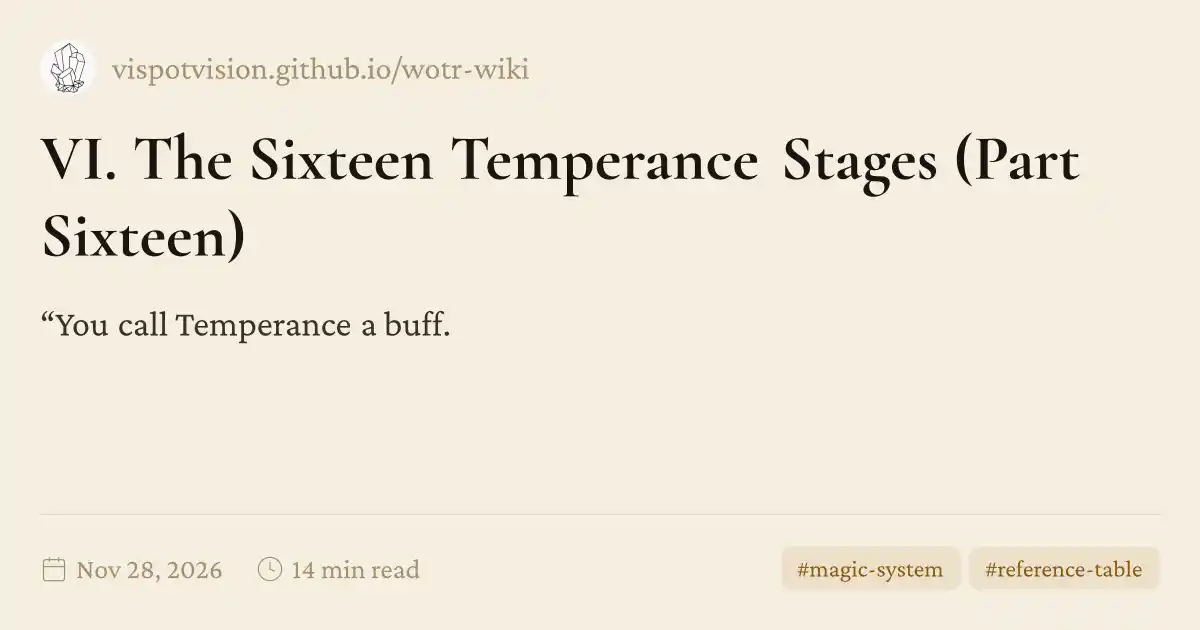 vispotvision.github.io/wotr-wiki
VI. The Sixteen Temperance Stages (Part
Sixteen)
“You call Temperance a buff.
Nov 28, 2026
14 min read
#magic-system
#reference-table